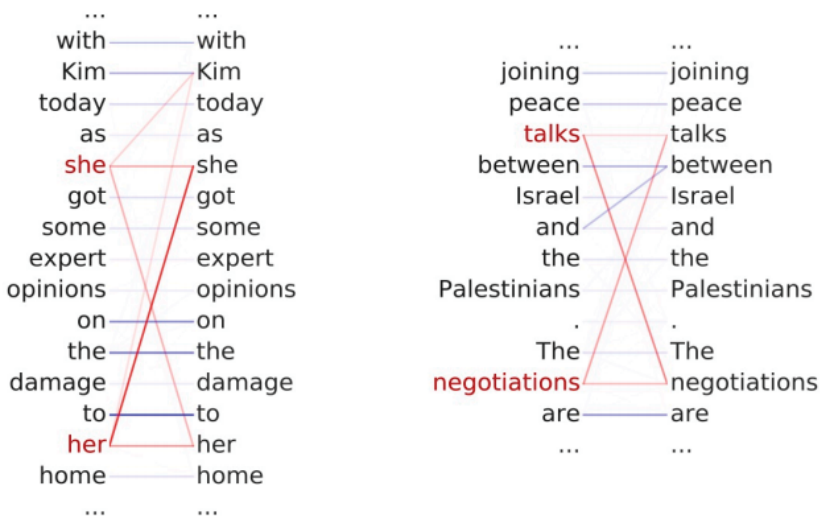 ... ...
with with
Kim Kim
today today
as as
she she
got got
some some
expert expert
opinions opinions
on on
the the
damage damage
to to
her her
home home
... ...
... ...
joining joining
peace peace
talks talks
between between
Israel Israel
and and
the the
Palestinians Palestinians
. .
The The
negotiations negotiations
are are
... ...